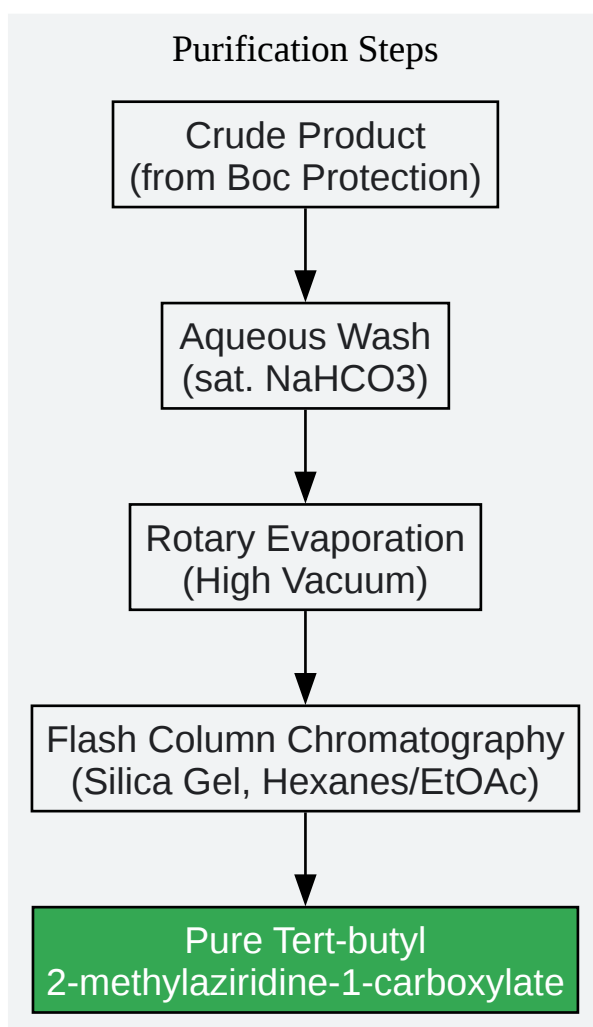 Purification Steps
Crude Product
(from Boc Protection)
Aqueous Wash
(sat. NaHCO3)
Rotary Evaporation
(High Vacuum)
Flash Column Chromatography
(Silica Gel, Hexanes/EtOAc)
Pure Tert-butyl
2-methylaziridine-1-carboxylate